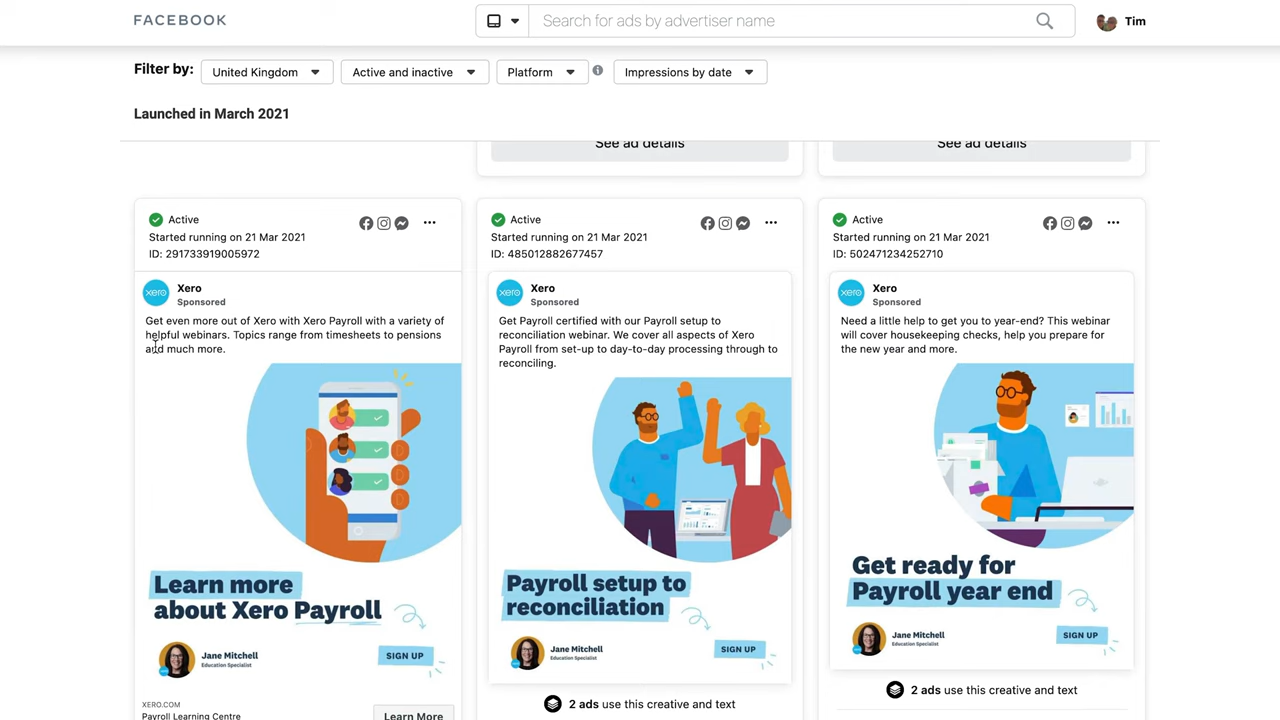 FACEBOOK
Search for ads by advertiser name
Tim
Filter by:
United Kingdom
Active and inactive
Platform
Impressions by date
Launched in March 2021
See ad details
See ad details
Active
Started running on 21 Mar 2021
ID: 291733919005972
xero
Xero
Sponsored
Get even more out of Xero with Xero Payroll with a variety of
helpful webinars. Topics range from timesheets to pensions
and much more.
Learn more
about Xero Payroll
Jane Mitchell
Education Specialist
SIGN UP
XERO.COM
Payroll Learning Centre
Learn More
Active
Started running on 21 Mar 2021
ID: 485012882677457
xero
Xero
Sponsored
Get Payroll certified with our Payroll setup to
reconciliation webinar. We cover all aspects of Xero
Payroll from set-up to day-to-day processing through to
reconciling.
Payroll setup to
reconciliation
Jane Mitchell
Education Specialist
SIGN UP
2 ads use this creative and text
Active
Started running on 21 Mar 2021
ID: 502471234252710
xero
Xero
Sponsored
Need a little help to get you to year-end? This webinar
will cover housekeeping checks, help you prepare for
the new year and more.
Get ready for
Payroll year end
Jane Mitchell
Education Specialist
SIGN UP
2 ads use this creative and text